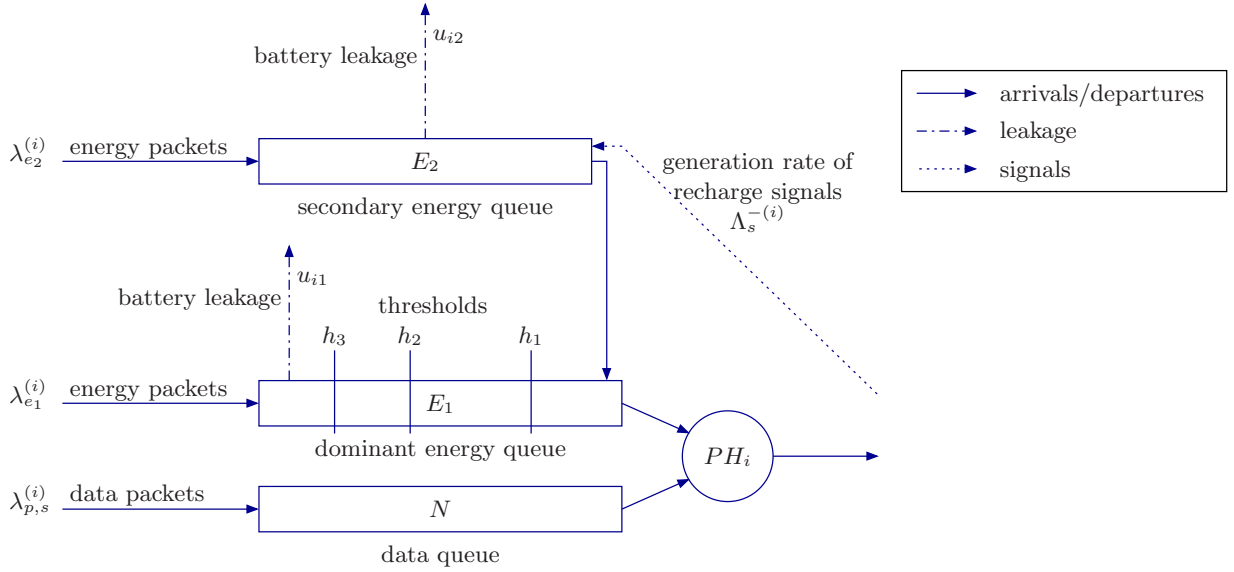 u_{i2}
battery leakage
λ_{e_2}^{(i)} energy packets
E_2
secondary energy queue
generation rate of
recharge signals
Λ_s^{-(i)}
arrivals/departures
leakage
signals
u_{i1}
battery leakage
thresholds
h_3 h_2 h_1
λ_{e_1}^{(i)} energy packets
E_1
dominant energy queue
PH_i
λ_{p,s}^{(i)} data packets
N
data queue